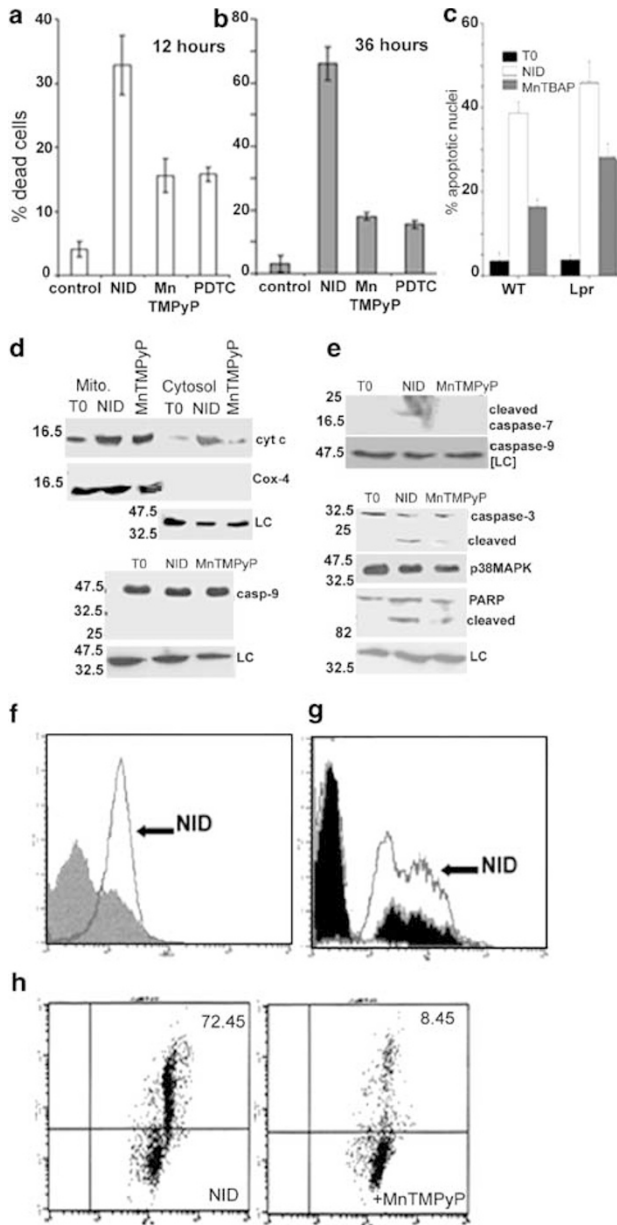 a
12 hours
% dead cells
40
30
20
10
0
control NID Mn TMPyP PDTC
b
36 hours
80
60
40
20
0
control NID Mn TMPyP PDTC
c
T0
NID
MnTBAP
% apoptotic nuclei
60
40
20
0
WT Lpr
d
Mito. Cytosol
T0 NID MnTMPyP T0 NID MnTMPyP
16.5 cyt c
16.5 Cox-4
47.5 LC
32.5
T0 NID MnTMPyP
47.5 casp-9
32.5
25
47.5 LC
32.5
e
T0 NID MnTMPyP
25 cleaved
16.5 caspase-7
47.5 caspase-9
[LC]
T0 NID MnTMPyP
32.5 caspase-3
25 cleaved
47.5 p38MAPK
32.5
PARP
cleaved
82
LC
32.5
f
NID
g
NID
h
72.45
NID
8.45
+MnTMPyP